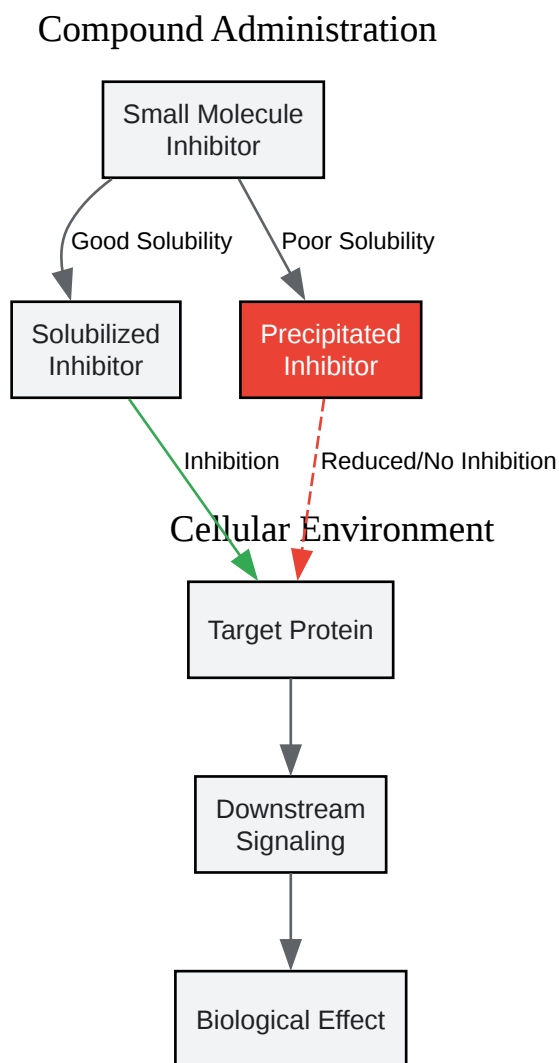 Compound Administration
Small Molecule
Inhibitor
Good Solubility
Poor Solubility
Solubilized
Inhibitor
Precipitated
Inhibitor
Inhibition
Reduced/No Inhibition
Cellular Environment
Target Protein
Downstream
Signaling
Biological Effect